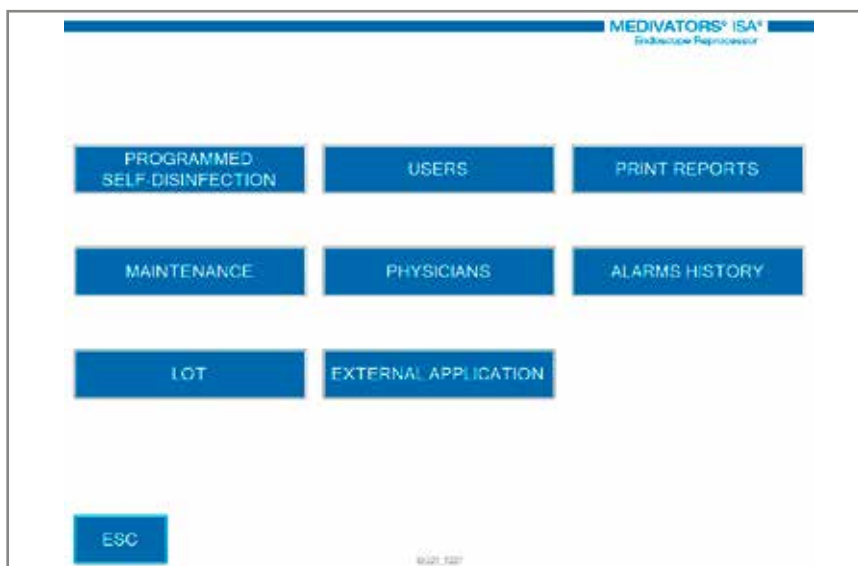 MEDIVATORS® ISA®
Endoscope Reprocessor
PROGRAMMED
SELF-DISINFECTION
USERS
PRINT REPORTS
MAINTENANCE
PHYSICIANS
ALARMS HISTORY
LOT
EXTERNAL APPLICATION
ESC